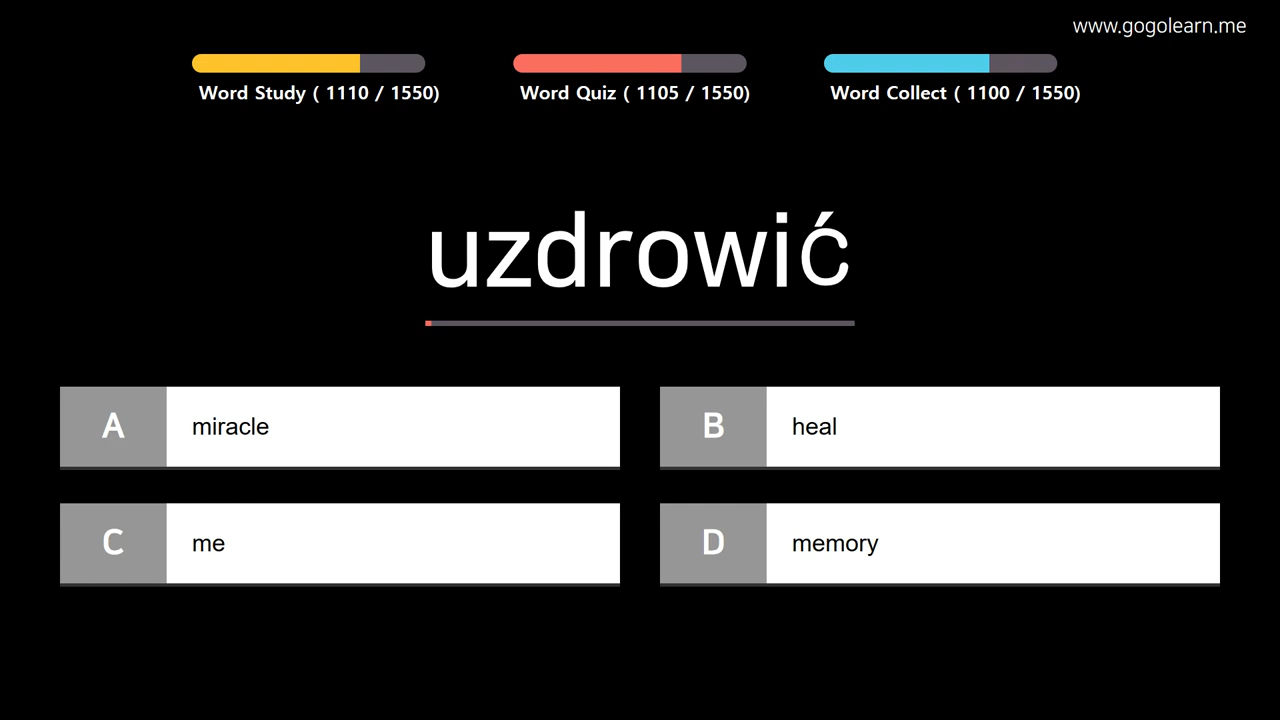 www.gogolearn.me
Word Study ( 1110 / 1550)
Word Quiz ( 1105 / 1550)
Word Collect ( 1100 / 1550)
uzdrowić
A miracle
B heal
C me
D memory